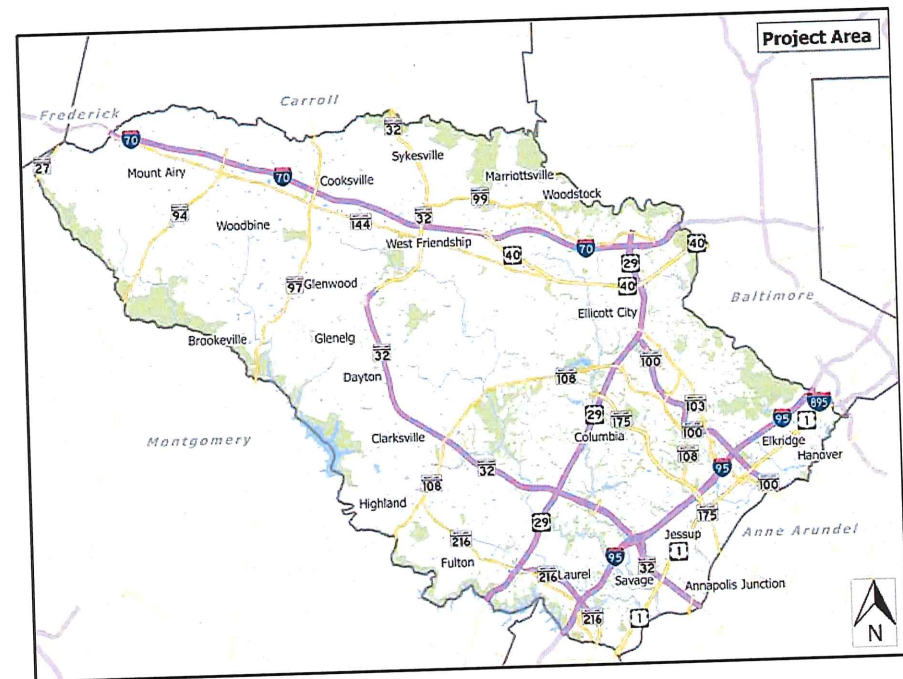 Project Area
Carroll
Frederick
70
32
Sykesville
27
Mount Airy
70
Cooksville
Marriottsville
99
Woodstock
94
Woodbine
144
32
West Friendship
40
70
29
40
40
97
Glenwood
Ellicott City
Baltimore
Brookeville
Glenelg
32
100
Dayton
108
895
29
175
103
95
1
Montgomery
Clarksville
Columbia
100
Elkridge
108
Hanover
32
95
100
108
Highland
175
29
Anne Arundel
216
Jessup
1
Fulton
95
216
Laurel
32
Savage
Annapolis Junction
216
1
N